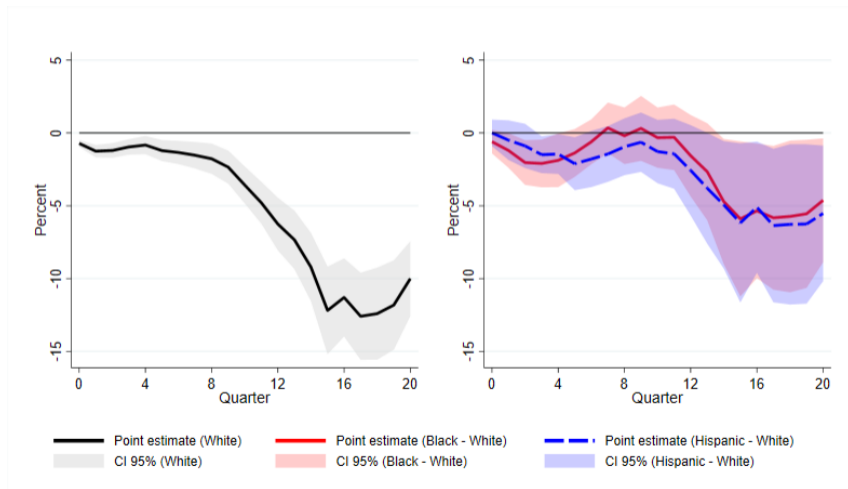 5
0
-5
-10
-15
Percent
0 4 8 12 16 20
Quarter
5
0
-5
-10
-15
Percent
0 4 8 12 16 20
Quarter
Point estimate (White)
CI 95% (White)
Point estimate (Black - White)
CI 95% (Black - White)
Point estimate (Hispanic - White)
CI 95% (Hispanic - White)